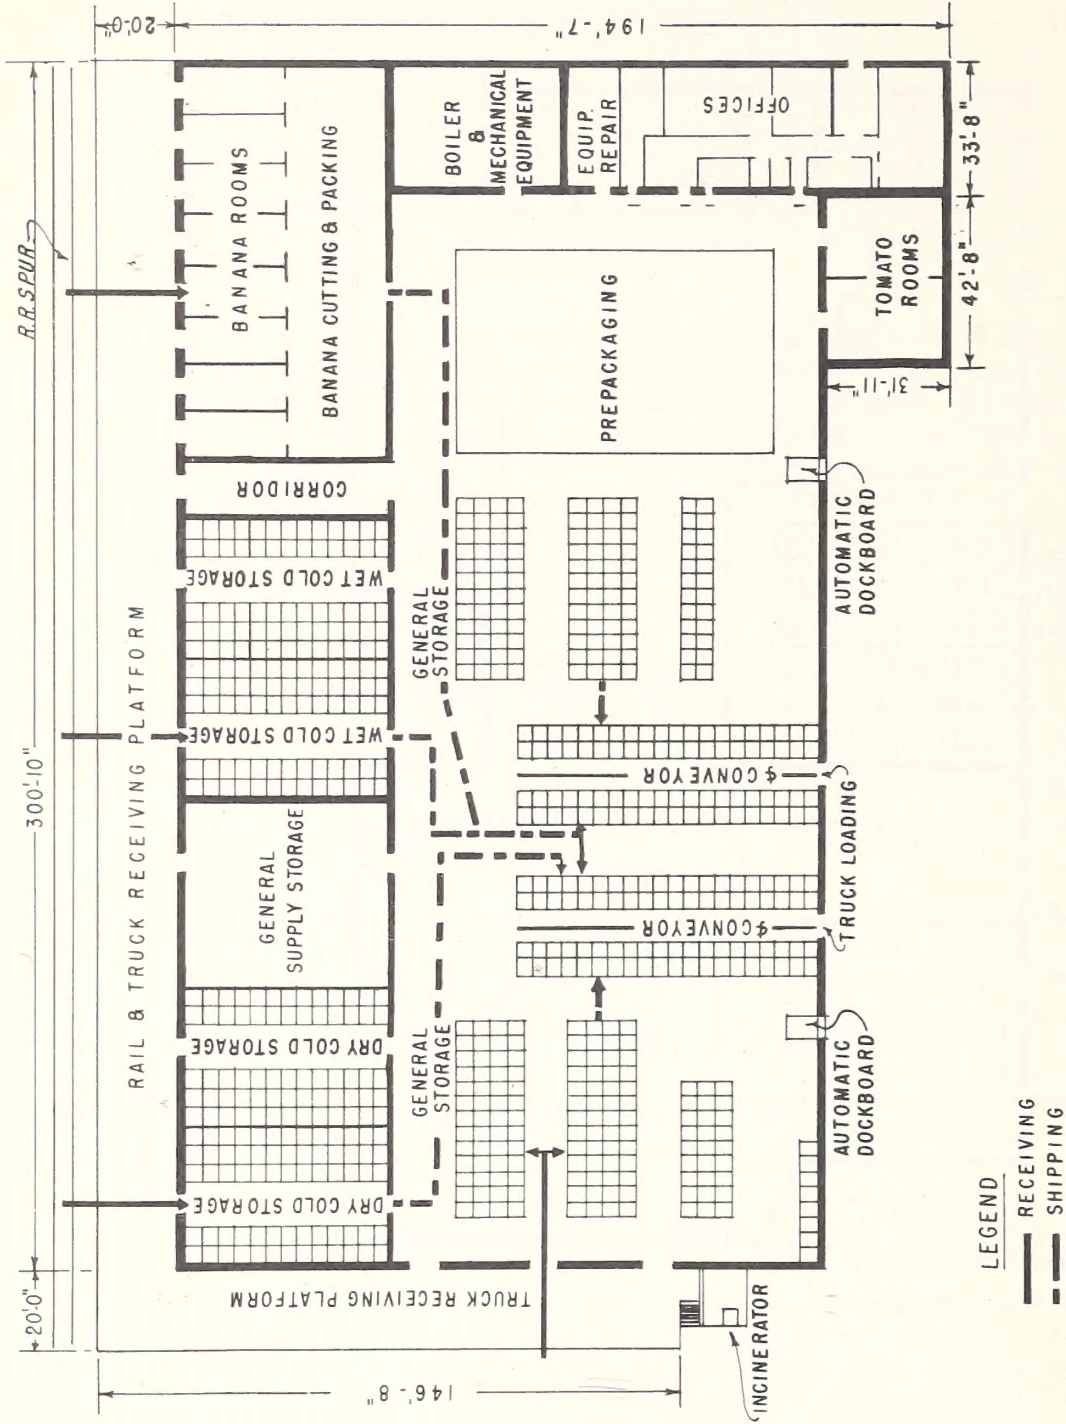 20'-0"
194'-7"
300'-10"
R.R. SPUR
RAIL & TRUCK RECEIVING PLATFORM
BANANA ROOMS
BANANA CUTTING & PACKING
BOILER
&
MECHANICAL
EQUIPMENT
EQUIP.
REPAIR
OFFICES
33'-8"
42'-8"
31'-11"
TOMATO
ROOMS
PREPACKAGING
CORRIDOR
WET COLD STORAGE
WET COLD STORAGE
GENERAL
SUPPLY STORAGE
DRY COLD STORAGE
DRY COLD STORAGE
GENERAL
STORAGE
GENERAL
STORAGE
℄ CONVEYOR
℄ CONVEYOR
TRUCK LOADING
AUTOMATIC
DOCKBOARD
AUTOMATIC
DOCKBOARD
TRUCK RECEIVING PLATFORM
20'-0"
146'-8"
INCINERATOR
LEGEND
RECEIVING
SHIPPING